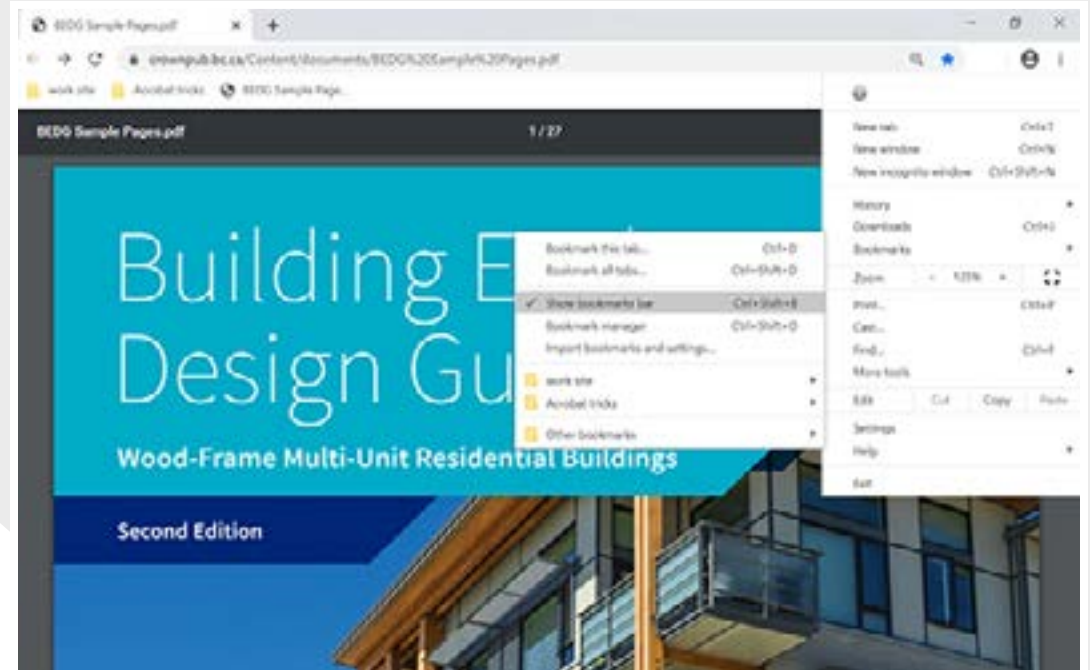 BEDG Sample Pages.pdf
crownpub.bc.ca/Content/documents/BEDG%20Sample%20Pages.pdf
work site Acrobat tricks BEDG Sample Page...
BEDG Sample Pages.pdf 1 / 27
Building E
Design Gu
Wood-Frame Multi-Unit Residential Buildings
Second Edition
Bookmark this tab... Ctrl+D
Bookmark all tabs... Ctrl+Shift+D
Show bookmarks bar Ctrl+Shift+B
Bookmark manager Ctrl+Shift+O
Import bookmarks and settings...
work site
Acrobat tricks
Other bookmarks
New tab Ctrl+T
New window Ctrl+N
New incognito window Ctrl+Shift+N
History
Downloads Ctrl+J
Bookmarks
Zoom - 125% +
Print... Ctrl+P
Cast...
Find... Ctrl+F
More tools
Edit Cut Copy Paste
Settings
Help
Exit